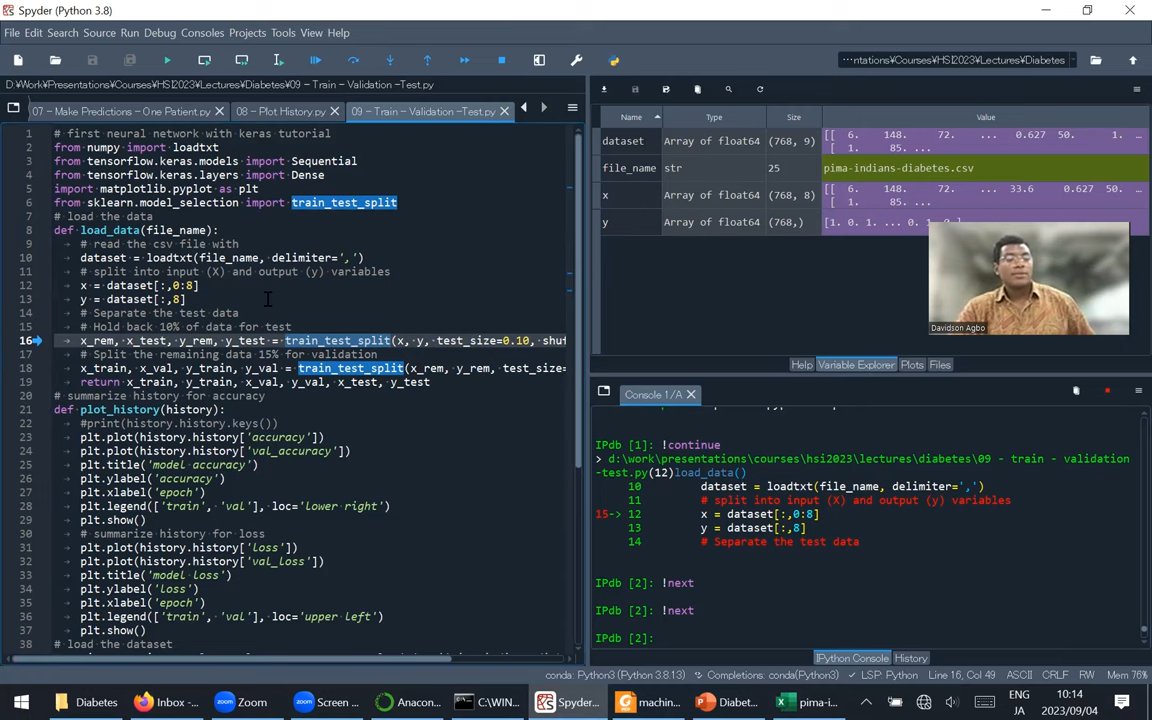 Spyder (Python 3.8)
File Edit Search Source Run Debug Consoles Projects Tools View Help
···ntations¥Courses¥HSI2023¥Lectures¥Diabetes
D:¥Work¥Presentations¥Courses¥HSI2023¥Lectures¥Diabetes¥09 – Train – Validation –Test.py
07 – Make Predictions – One Patient.py
08 – Plot History.py
09 – Train – Validation –Test.py
1 # first neural network with keras tutorial
2 from numpy import loadtxt
3 from tensorflow.keras.models import Sequential
4 from tensorflow.keras.layers import Dense
5 import matplotlib.pyplot as plt
6 from sklearn.model_selection import train_test_split
7 # load the data
8 def load_data(file_name):
9 # read the csv file with
10 dataset = loadtxt(file_name, delimiter=',')
11 # split into input (X) and output (y) variables
12 x = dataset[:,0:8]
13 y = dataset[:,8]
14 # Separate the test data
15 # Hold back 10% of data for test
16 x_rem, x_test, y_rem, y_test = train_test_split(x, y, test_size=0.10, shuf
17 # Split the remaining data 15% for validation
18 x_train, x_val, y_train, y_val = train_test_split(x_rem, y_rem, test_size=
19 return x_train, y_train, x_val, y_val, x_test, y_test
20 # summarize history for accuracy
21 def plot_history(history):
22 #print(history.history.keys())
23 plt.plot(history.history['accuracy'])
24 plt.plot(history.history['val_accuracy'])
25 plt.title('model accuracy')
26 plt.ylabel('accuracy')
27 plt.xlabel('epoch')
28 plt.legend(['train', 'val'], loc='lower right')
29 plt.show()
30 # summarize history for loss
31 plt.plot(history.history['loss'])
32 plt.plot(history.history['val_loss'])
33 plt.title('model loss')
34 plt.ylabel('loss')
35 plt.xlabel('epoch')
36 plt.legend(['train', 'val'], loc='upper left')
37 plt.show()
38 # load the dataset
Name Type Size Value
dataset Array of float64 (768, 9) [[ 6. 148. 72. ... 0.627 50. 1.
[ 1. 85. ...
file_name str 25 pima-indians-diabetes.csv
x Array of float64 (768, 8) [[ 6. 148. 72. ... 33.6 0.627 50.
[ 1. 85. ...
y Array of float64 (768,) [1. 0. 1. ... 0. 1. 0.]
Davidson Agbo
Help Variable Explorer Plots Files
Console 1/A
IPdb [1]: !continue
> d:\work\presentations\courses\hsi2023\lectures\diabetes\09 - train - validation
-test.py(12)load_data()
10 dataset = loadtxt(file_name, delimiter=',')
11 # split into input (X) and output (y) variables
15-> 12 x = dataset[:,0:8]
13 y = dataset[:,8]
14 # Separate the test data
IPdb [2]: !next
IPdb [2]: !next
IPdb [2]:
IPython Console History
conda: Python3 (Python 3.8.13) Completions: conda(Python3) LSP: Python Line 16, Col 49 ASCII CRLF RW Mem 76%
Diabetes
Inbox -...
Zoom
Screen ...
Anacon...
C:\WIN...
Spyder...
machin...
Diabet...
pima-i...
ENG
JA
10:14
2023/09/04